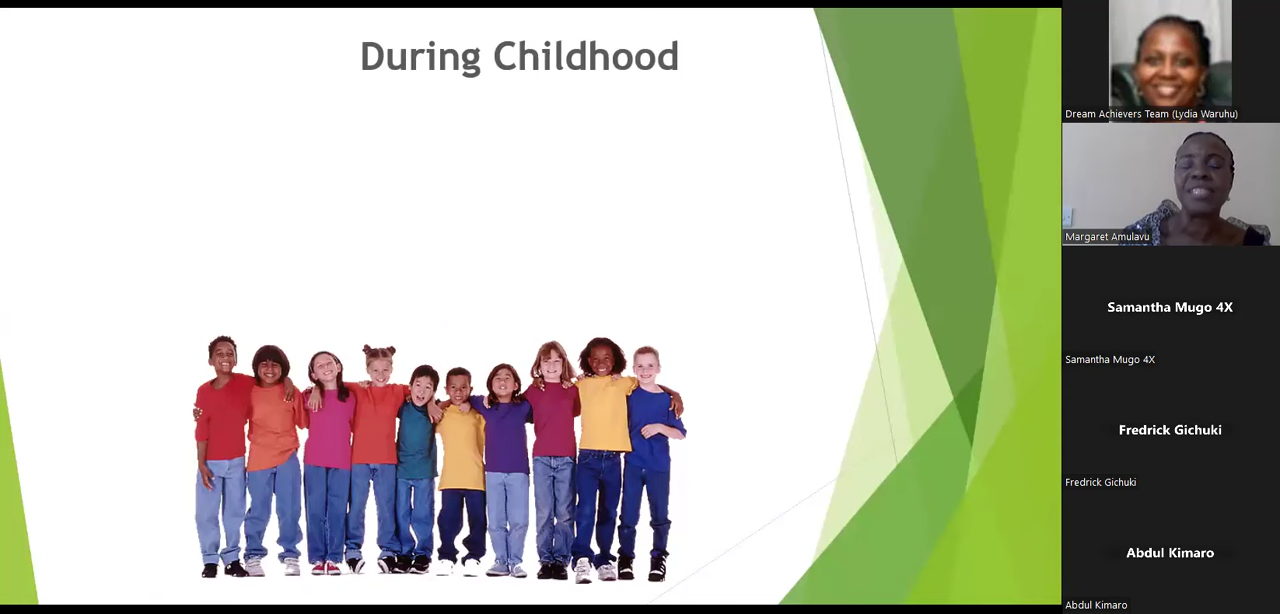 During Childhood
Dream Achievers Team (Lydia Waruhu)
Margaret Amulavu
Samantha Mugo 4X
Samantha Mugo 4X
Fredrick Gichuki
Fredrick Gichuki
Abdul Kimaro
Abdul Kimaro